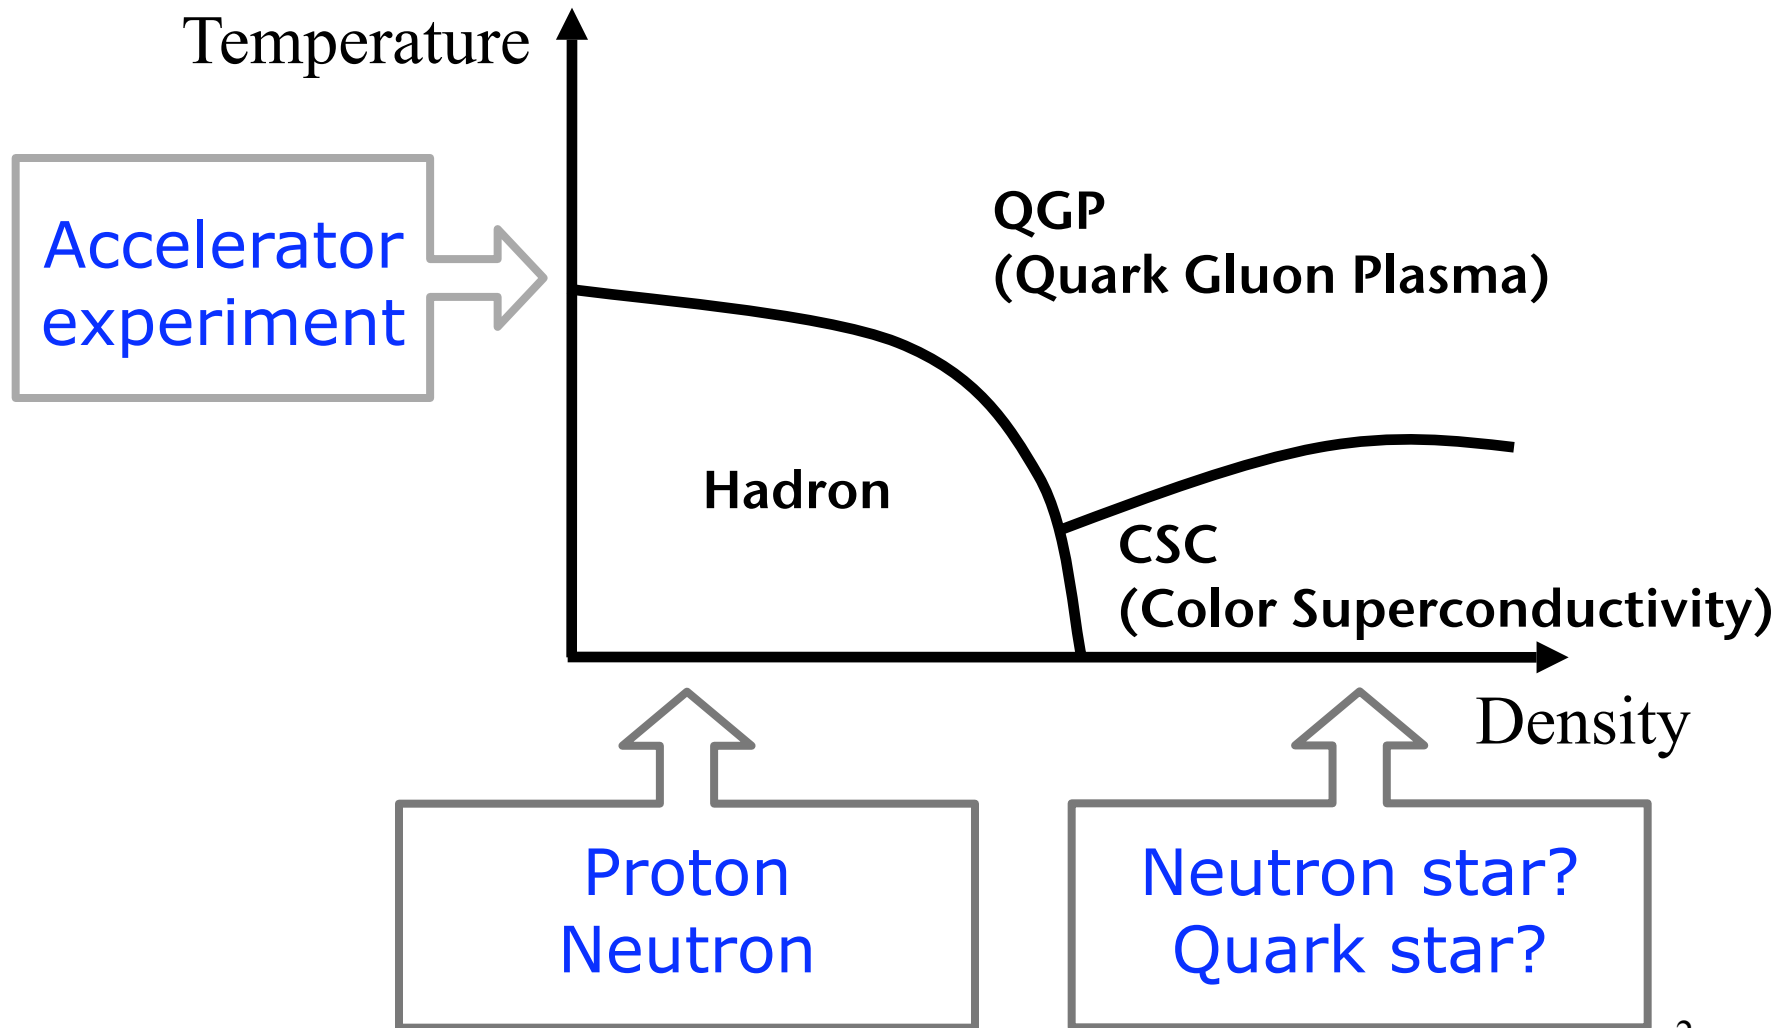 Temperature
Accelerator
experiment
QGP
(Quark Gluon Plasma)
Hadron
CSC
(Color Superconductivity)
Density
Proton
Neutron
Neutron star?
Quark star?